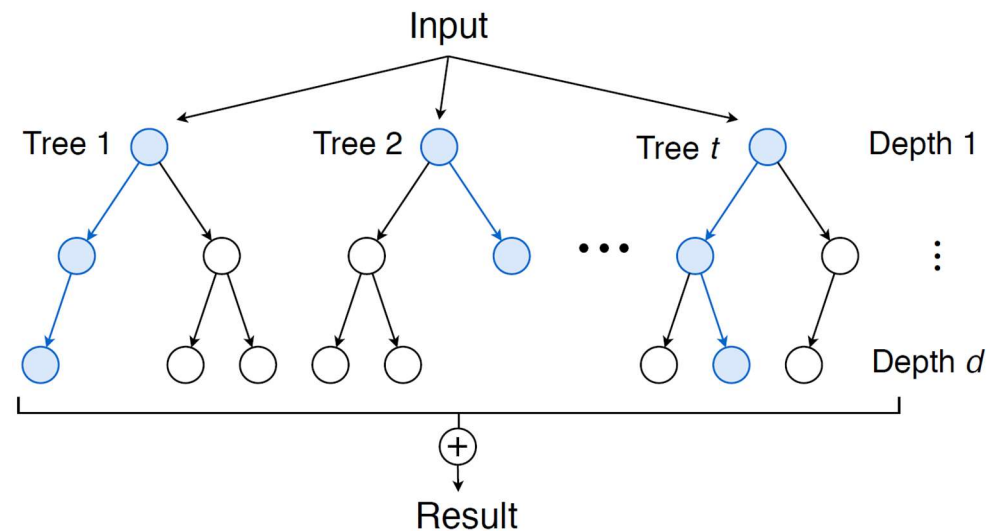 Input
Tree 1
Tree 2
Tree t
Depth 1
...
⋮
Depth d
+
Result